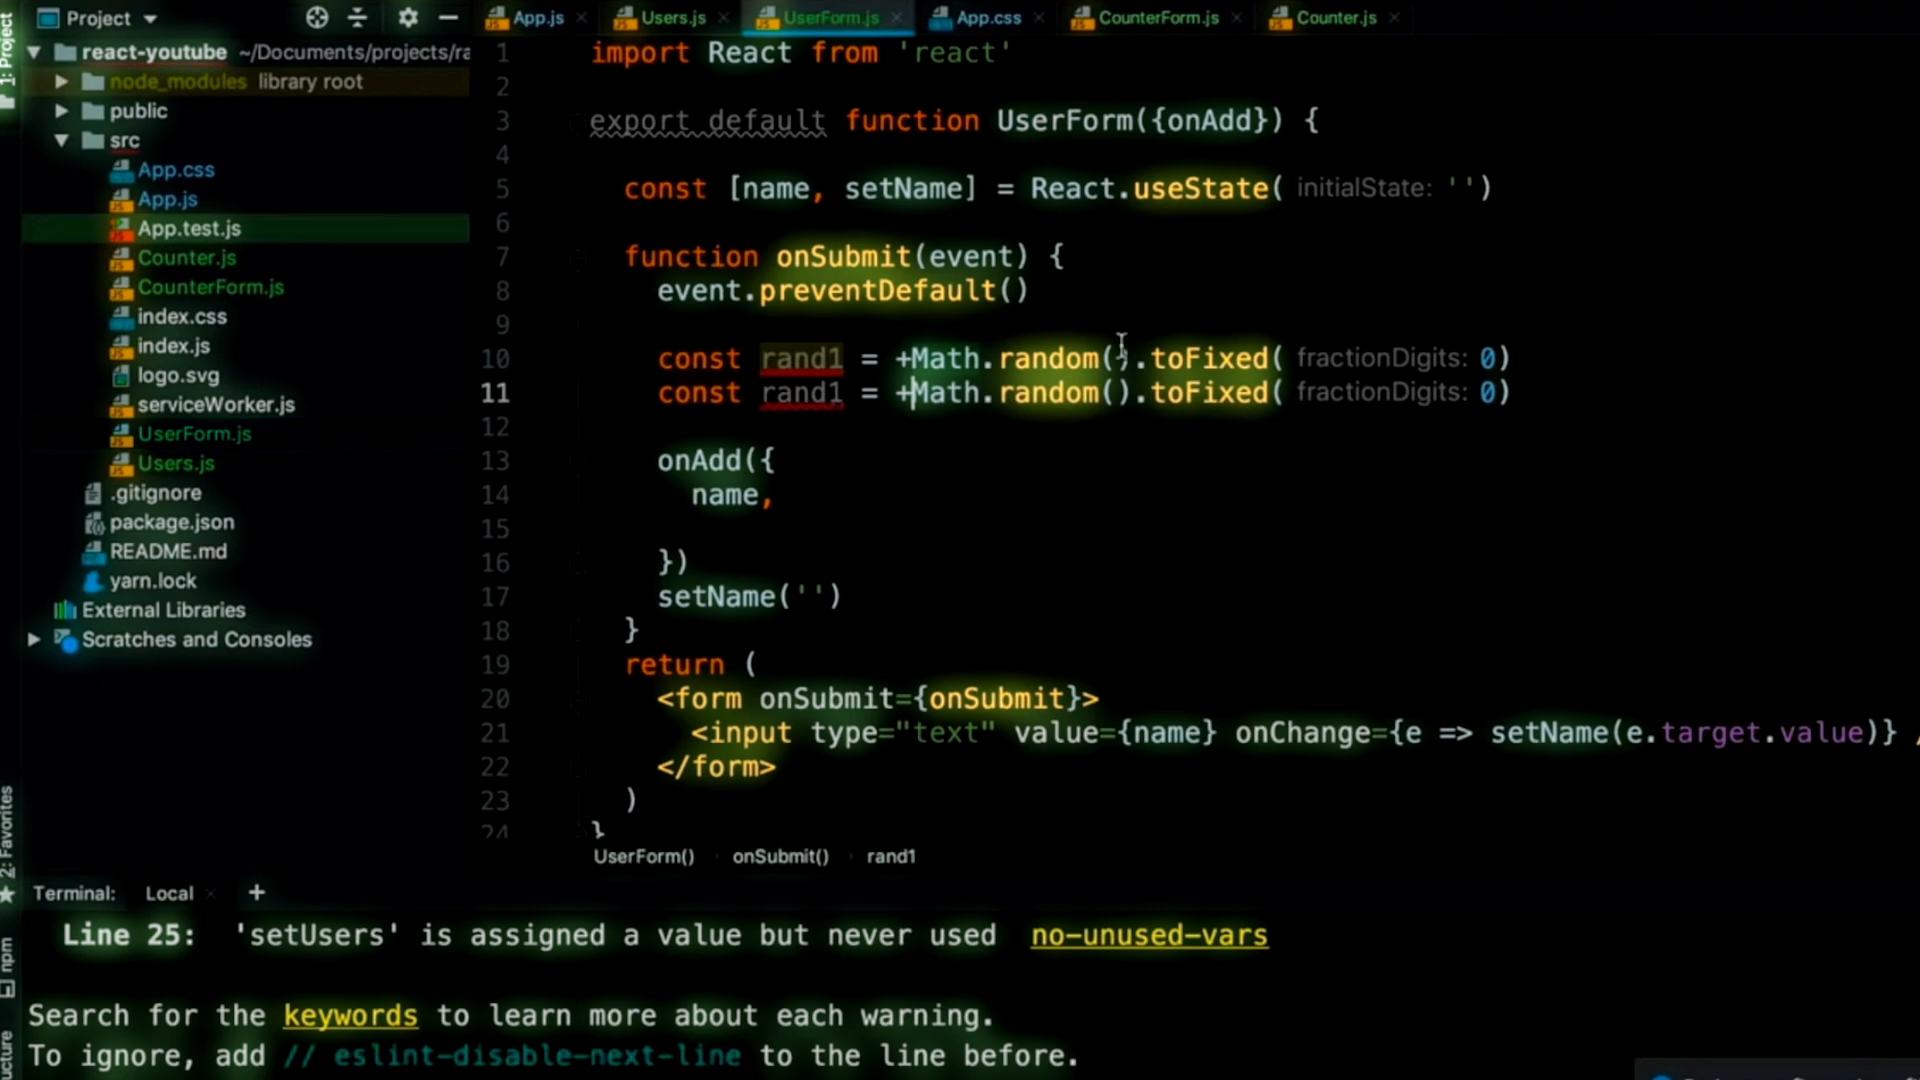 1: Project
Project
App.js
Users.js
UserForm.js
App.css
CounterForm.js
Counter.js
react-youtube ~/Documents/projects/ra
node_modules library root
public
src
App.css
App.js
App.test.js
Counter.js
CounterForm.js
index.css
index.js
logo.svg
serviceWorker.js
UserForm.js
Users.js
.gitignore
package.json
README.md
yarn.lock
External Libraries
Scratches and Consoles
1 import React from 'react'
2
3 export default function UserForm({onAdd}) {
4
5 const [name, setName] = React.useState( initialState: '')
6
7 function onSubmit(event) {
8 event.preventDefault()
9
10 const rand1 = +Math.random().toFixed( fractionDigits: 0)
11 const rand1 = +Math.random().toFixed( fractionDigits: 0)
12
13 onAdd({
14 name,
15
16 })
17 setName('')
18 }
19 return (
20 <form onSubmit={onSubmit}>
21 <input type="text" value={name} onChange={e => setName(e.target.value)} /
22 </form>
23 )
24 }
UserForm() onSubmit() rand1
2: Favorites
npm
ucture
Terminal: Local +
Line 25: 'setUsers' is assigned a value but never used no-unused-vars
Search for the keywords to learn more about each warning.
To ignore, add // eslint-disable-next-line to the line before.